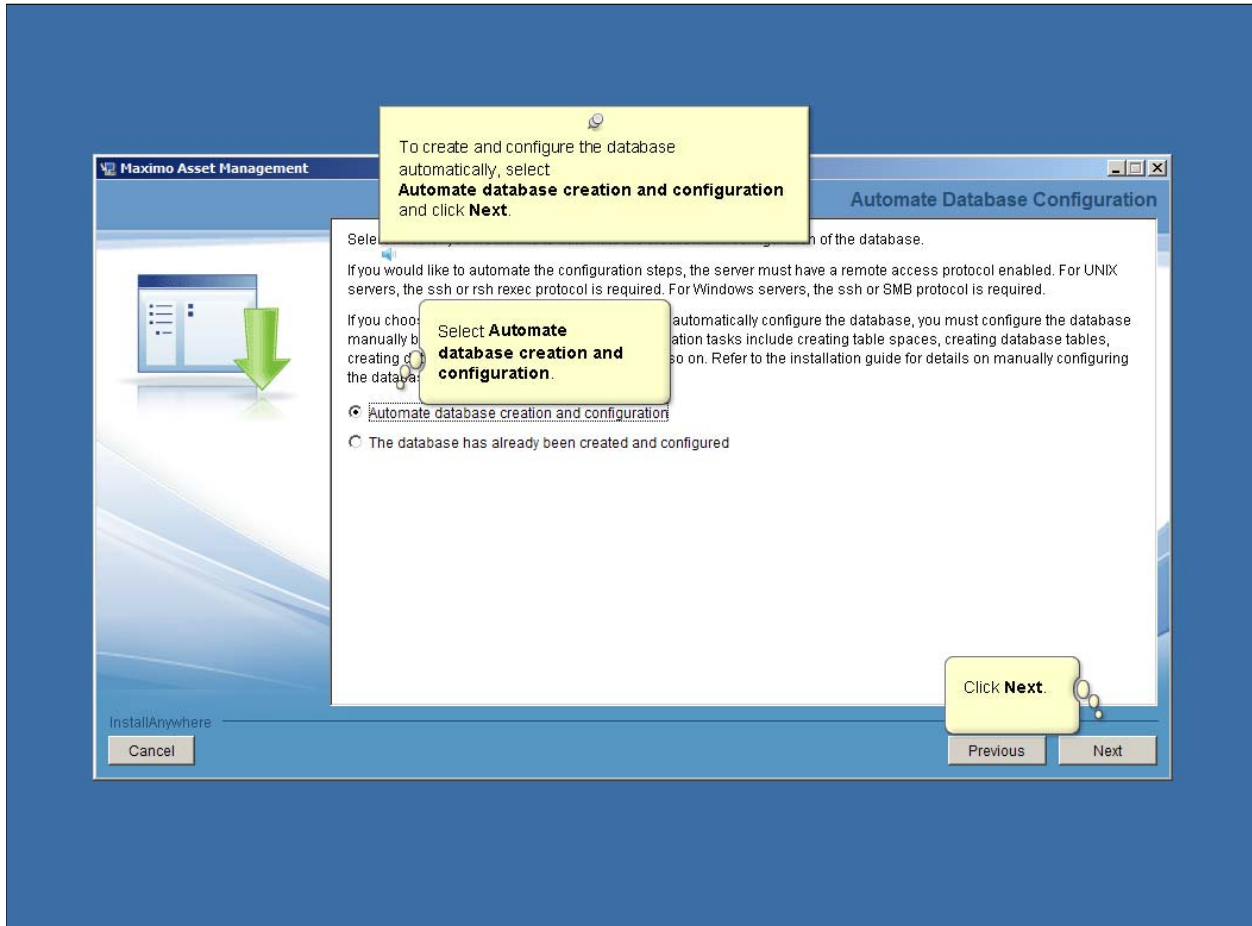 To create and configure the database
automatically, select
Automate database creation and configuration
and click Next.
Maximo Asset Management
Automate Database Configuration
of the database.
If you would like to automate the configuration steps, the server must have a remote access protocol enabled. For UNIX
servers, the ssh or rsh rexec protocol is required. For Windows servers, the ssh or SMB protocol is required.
If you automatically configure the database, you must configure the database
manually tasks include creating table spaces, creating database tables,
creating so on. Refer to the installation guide for details on manually configuring
the
Select Automate
database creation and
configuration.
Automate database creation and configuration
The database has already been created and configured
Click Next.
InstallAnywhere
Cancel
Previous
Next